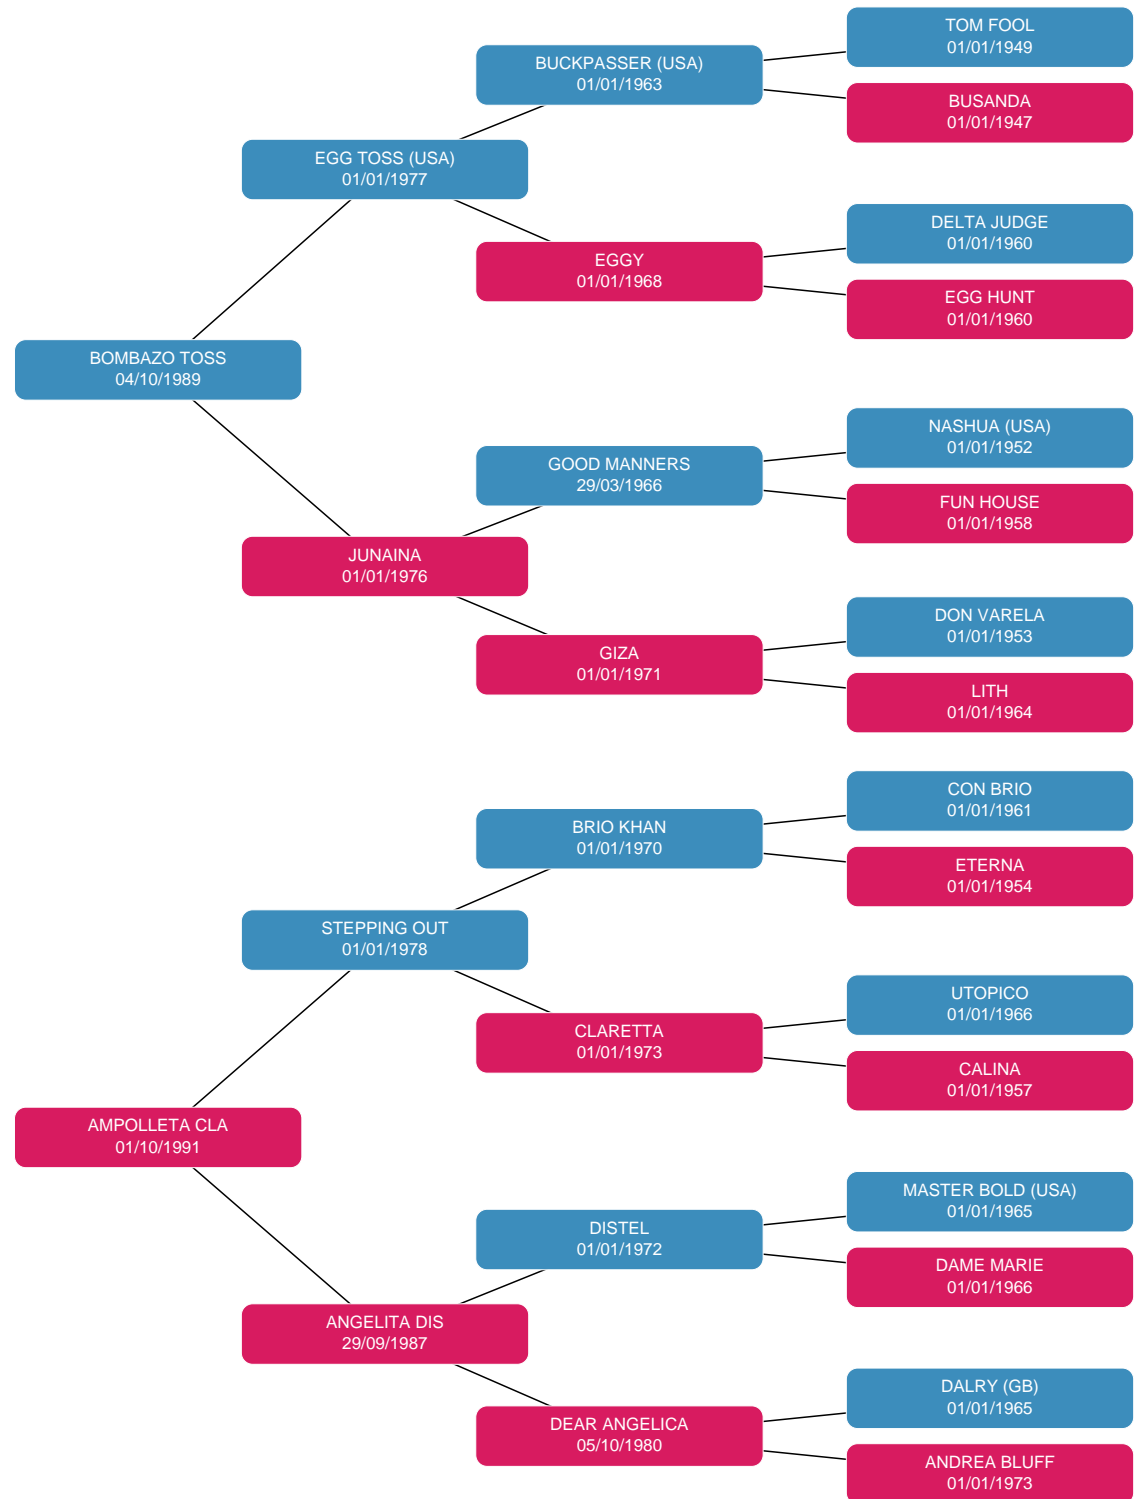 TOM FOOL
01/01/1949
BUCKPASSER (USA)
01/01/1963
BUSANDA
01/01/1947
EGG TOSS (USA)
01/01/1977
DELTA JUDGE
01/01/1960
EGGY
01/01/1968
EGG HUNT
01/01/1960
BOMBAZO TOSS
04/10/1989
NASHUA (USA)
01/01/1952
GOOD MANNERS
29/03/1966
FUN HOUSE
01/01/1958
JUNAINA
01/01/1976
DON VARELA
01/01/1953
GIZA
01/01/1971
LITH
01/01/1964
CON BRIO
01/01/1961
BRIO KHAN
01/01/1970
ETERNA
01/01/1954
STEPPING OUT
01/01/1978
UTOPICO
01/01/1966
CLARETTA
01/01/1973
CALINA
01/01/1957
AMPOLLETA CLA
01/10/1991
MASTER BOLD (USA)
01/01/1965
DISTEL
01/01/1972
DAME MARIE
01/01/1966
ANGELITA DIS
29/09/1987
DALRY (GB)
01/01/1965
DEAR ANGELICA
05/10/1980
ANDREA BLUFF
01/01/1973